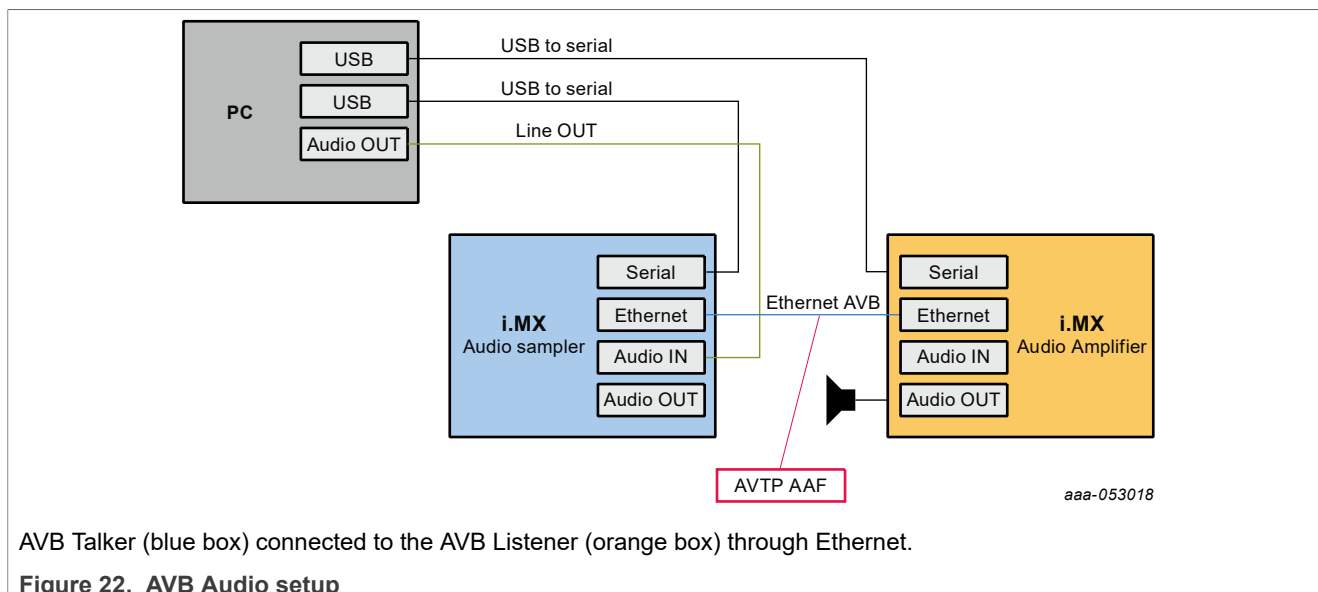 USB to serial
USB
USB to serial
PC
USB
Line OUT
Audio OUT
Serial
Ethernet
i.MX
Audio sampler
Audio IN
Audio OUT
Ethernet AVB
Serial
Ethernet
i.MX
Audio Amplifier
Audio IN
Audio OUT
AVTP AAF
aaa-053018
AVB Talker (blue box) connected to the AVB Listener (orange box) through Ethernet.
Figure 22. AVB Audio setup